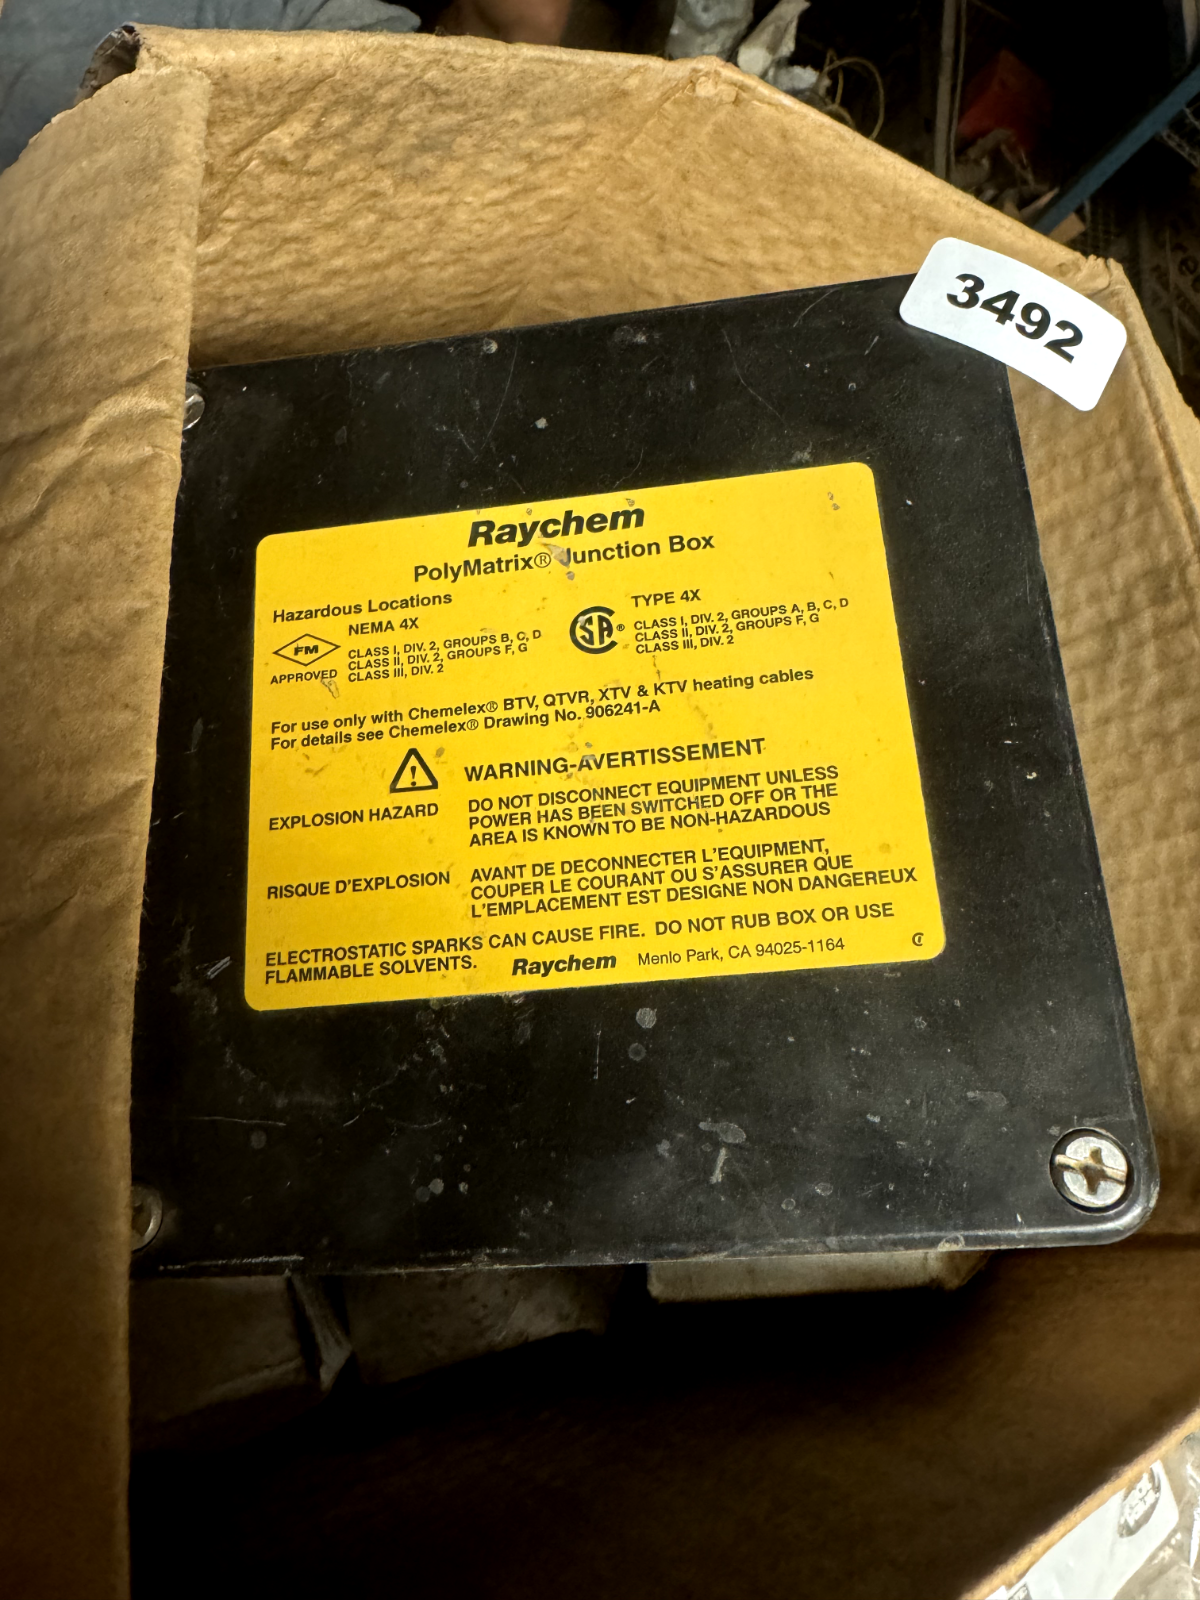 3492
Raychem
PolyMatrix® Junction Box
Hazardous Locations
NEMA 4X
FM
APPROVED
CLASS I, DIV. 2, GROUPS B, C, D
CLASS II, DIV. 2, GROUPS F, G
CLASS III, DIV. 2
SA®
TYPE 4X
CLASS I, DIV. 2, GROUPS A, B, C, D
CLASS II, DIV. 2, GROUPS F, G
CLASS III, DIV. 2
For use only with Chemelex® BTV, QTVR, XTV & KTV heating cables
For details see Chemelex® Drawing No. 906241-A
! WARNING-AVERTISSEMENT
EXPLOSION HAZARD
DO NOT DISCONNECT EQUIPMENT UNLESS
POWER HAS BEEN SWITCHED OFF OR THE
AREA IS KNOWN TO BE NON-HAZARDOUS
RISQUE D'EXPLOSION
AVANT DE DECONNECTER L'EQUIPMENT,
COUPER LE COURANT OU S'ASSURER QUE
L'EMPLACEMENT EST DESIGNE NON DANGEREUX
ELECTROSTATIC SPARKS CAN CAUSE FIRE. DO NOT RUB BOX OR USE
FLAMMABLE SOLVENTS. Raychem Menlo Park, CA 94025-1164